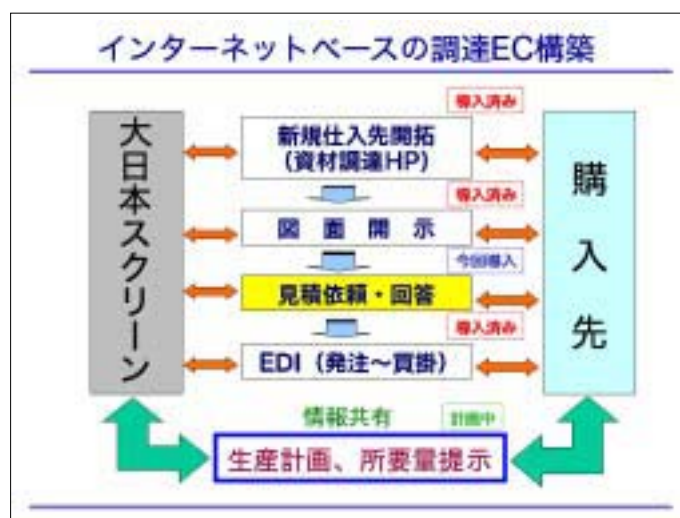 インターネットベースの調達EC構築
導入済み
大日本スクリーン
新規仕入先開拓
(資材調達HP)
購入先
導入済み
図面開示
今回導入
見積依頼・回答
導入済み
EDI(発注~買掛)
情報共有
計画中
生産計画、所要量提示